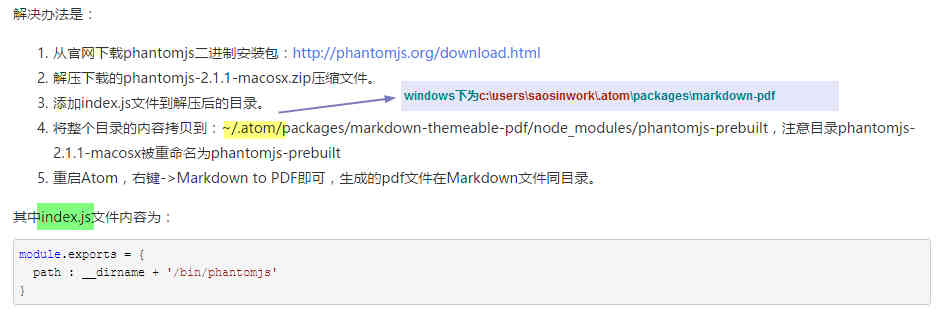 解决办法是：
1. 从官网下载phantomjs二进制安装包：http://phantomjs.org/download.html
2. 解压下载的phantomjs-2.1.1-macosx.zip压缩文件。
3. 添加index.js文件到解压后的目录。
windows下为c:\users\saosinwork\.atom\packages\markdown-pdf
4. 将整个目录的内容拷贝到：~/.atom/packages/markdown-themeable-pdf/node_modules/phantomjs-prebuilt，注意目录phantomjs-
2.1.1-macosx被重命名为phantomjs-prebuilt
5. 重启Atom，右键->Markdown to PDF即可，生成的pdf文件在Markdown文件同目录。
其中index.js文件内容为：
module.exports = {
  path : __dirname + '/bin/phantomjs'
}